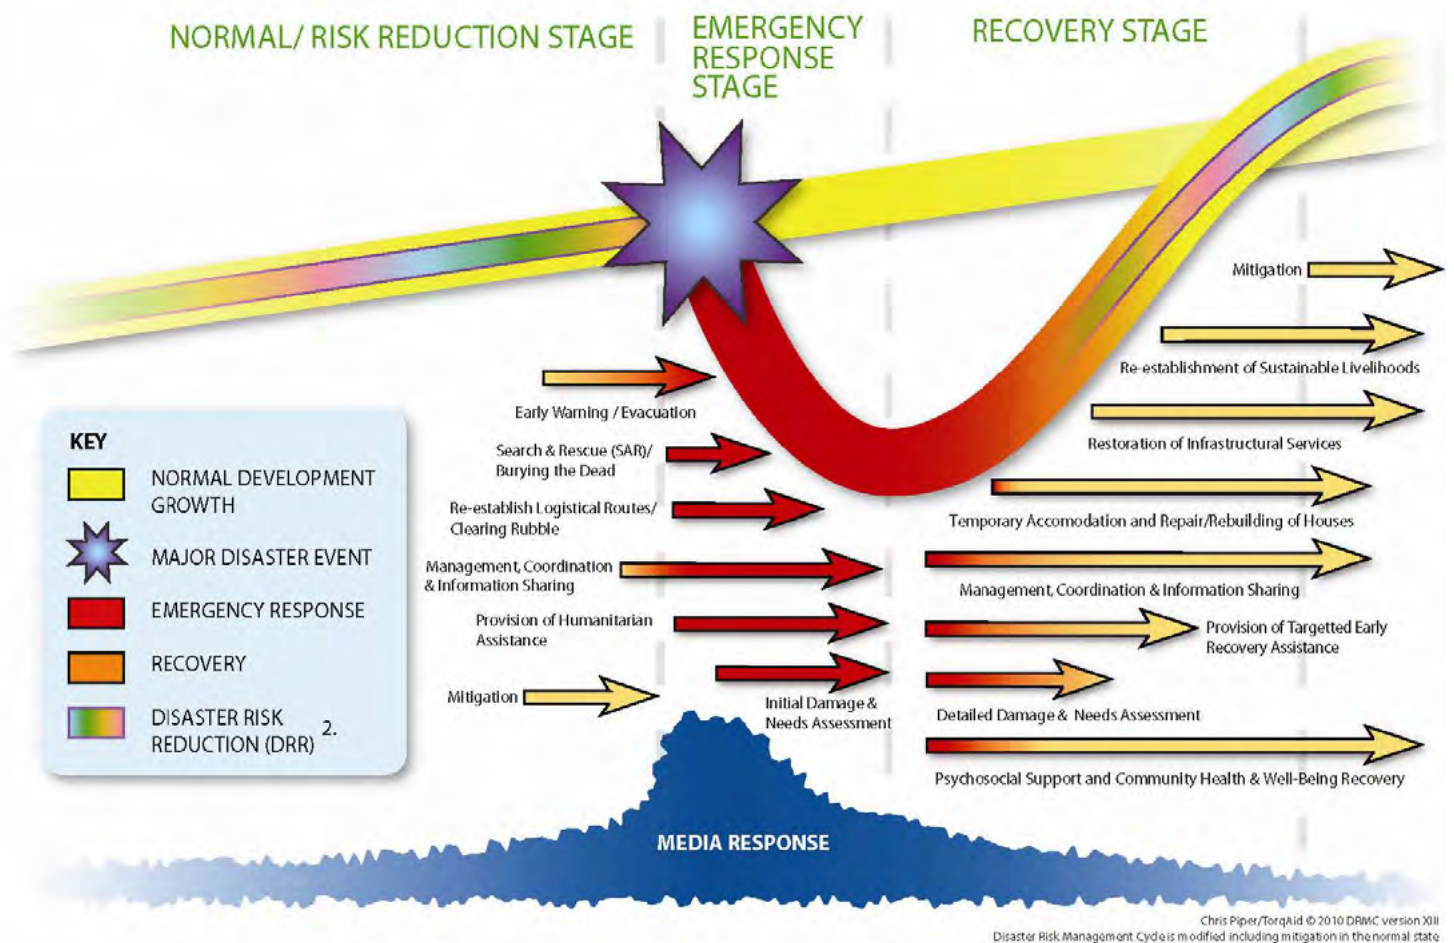 NORMAL/ RISK REDUCTION STAGE
EMERGENCY
RESPONSE
STAGE
RECOVERY STAGE
Mitigation
Re-establishment of Sustainable Livelihoods
Restoration of Infrastructural Services
Temporary Accomodation and Repair/Rebuilding of Houses
Management, Coordination & Information Sharing
Provision of Targetted Early
Recovery Assistance
Detailed Damage & Needs Assessment
Psychosocial Support and Community Health & Well-Being Recovery
Early Warning / Evacuation
Search & Rescue (SAR)/
Burying the Dead
Re-establish Logistical Routes/
Clearing Rubble
Management, Coordination
& Information Sharing
Provision of Humanitarian
Assistance
Mitigation
Initial Damage &
Needs Assessment
KEY
NORMAL DEVELOPMENT
GROWTH
MAJOR DISASTER EVENT
EMERGENCY RESPONSE
RECOVERY
DISASTER RISK
REDUCTION (DRR) 2.
MEDIA RESPONSE
Chris Piper/TorqAid © 2010 DRMC version XIII
Disaster Risk Management Cycle is modified including mitigation in the normal state